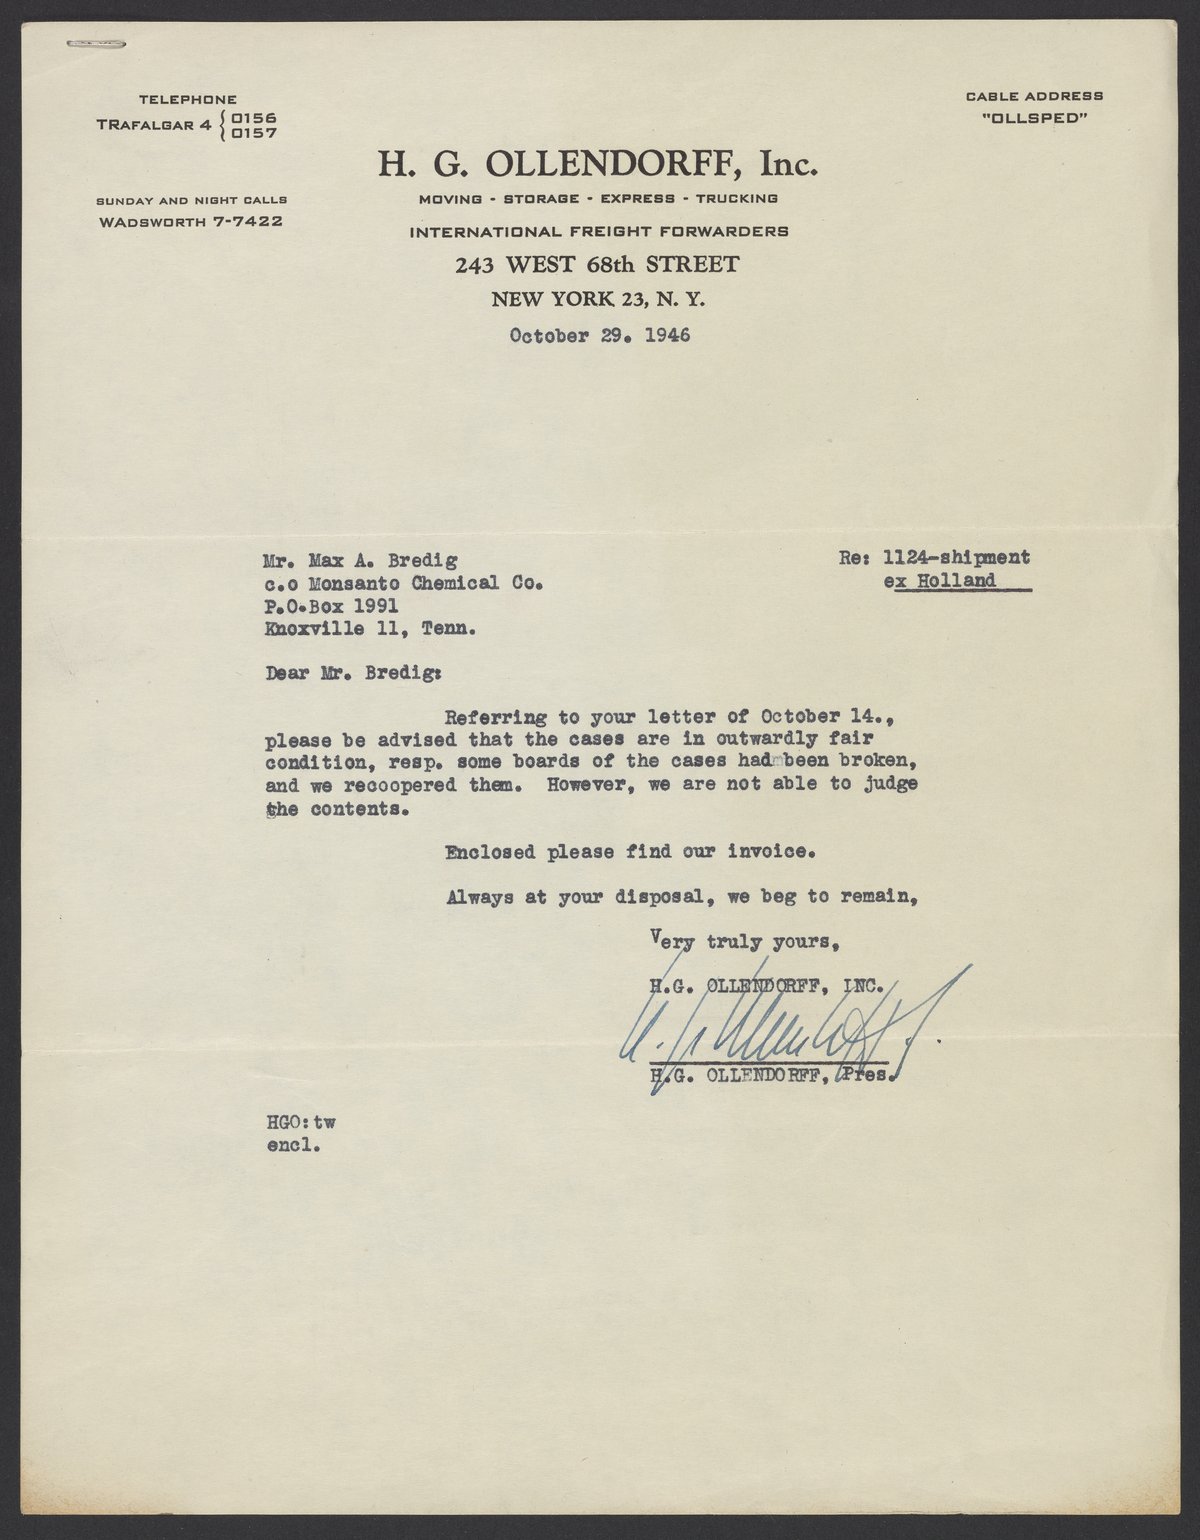 TELEPHONE
TRAFALGAR 4 { 0156
0157
CABLE ADDRESS
"OLLSPED"
SUNDAY AND NIGHT CALLS
WADSWORTH 7-7422
H. G. OLLENDORFF, Inc.
MOVING - STORAGE - EXPRESS - TRUCKING
INTERNATIONAL FREIGHT FORWARDERS
243 WEST 68th STREET
NEW YORK 23, N. Y.
October 29. 1946
Mr. Max A. Bredig
c.o Monsanto Chemical Co.
P.O.Box 1991
Knoxville 11, Tenn.
Re: 1124-shipment
ex Holland
Dear Mr. Bredig:
Referring to your letter of October 14.,
please be advised that the cases are in outwardly fair
condition, resp. some boards of the cases had been broken,
and we recoopered them. However, we are not able to judge
the contents.
Enclosed please find our invoice.
Always at your disposal, we beg to remain,
Very truly yours,
H.G. OLLENDORFF, INC.
H. G. Ollendorff
H.G. OLLENDORFF, Pres.
HGO:tw
encl.